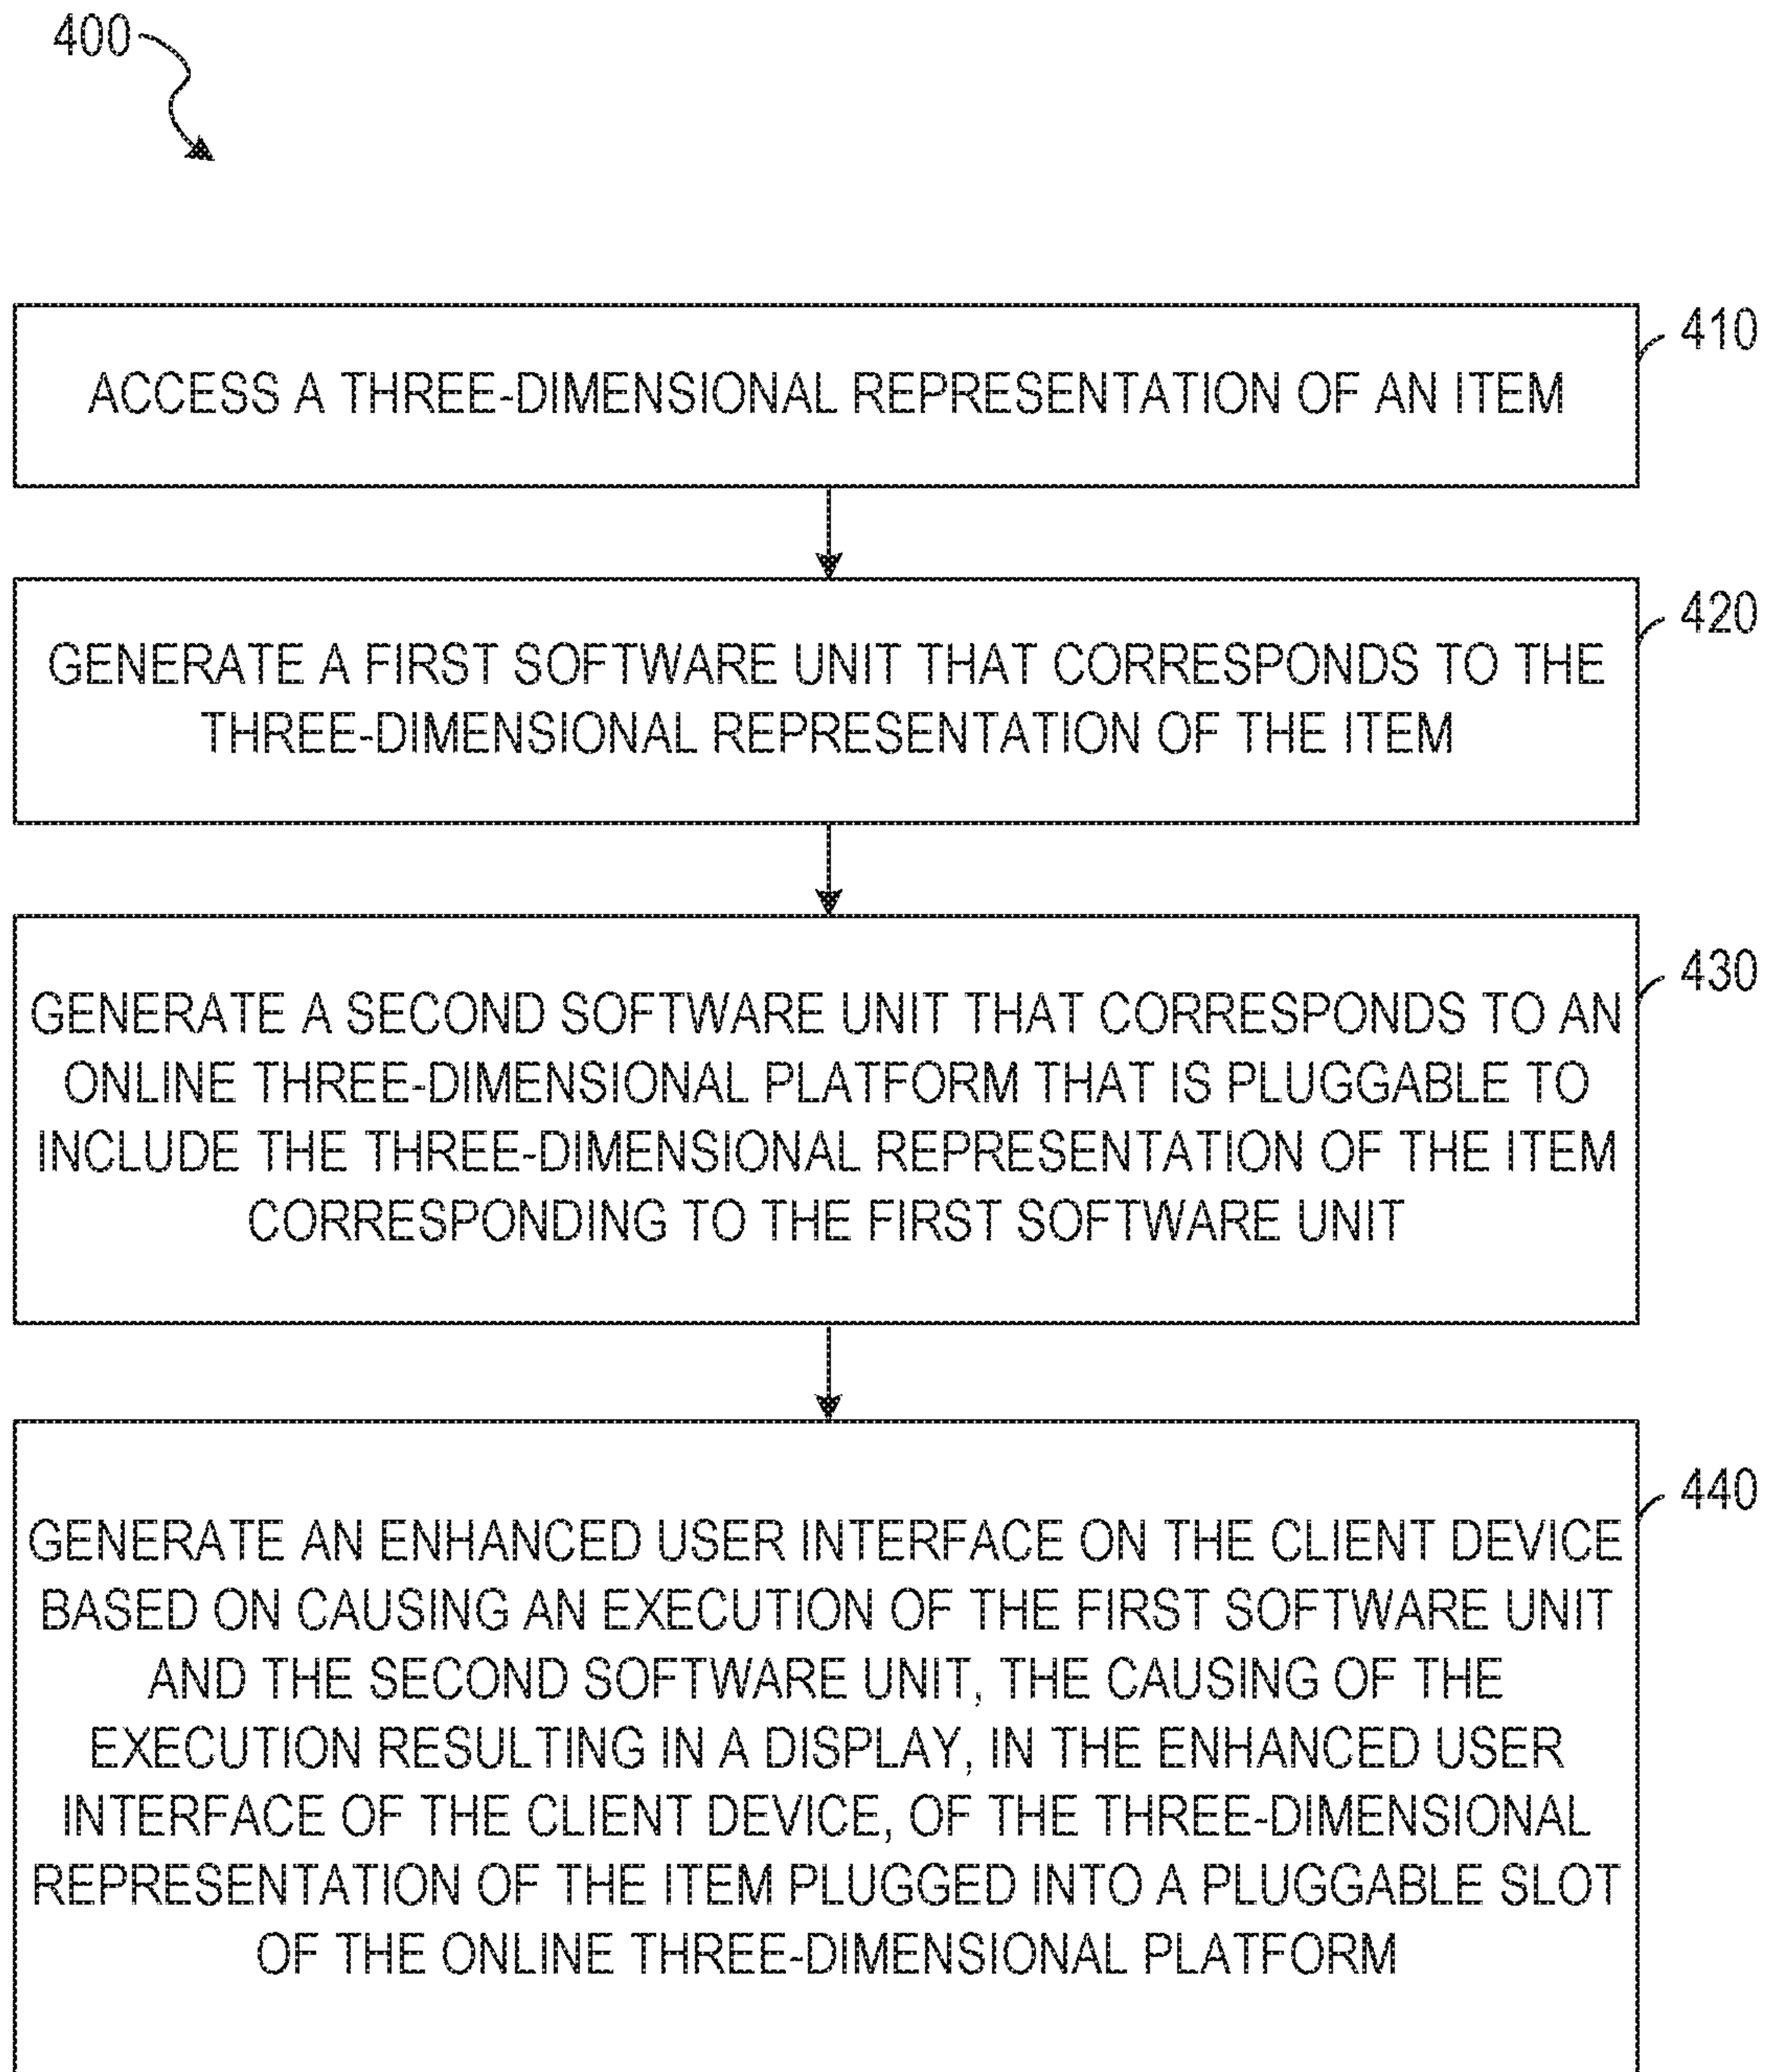 400
410
ACCESS A THREE-DIMENSIONAL REPRESENTATION OF AN ITEM
420
GENERATE A FIRST SOFTWARE UNIT THAT CORRESPONDS TO THE
THREE-DIMENSIONAL REPRESENTATION OF THE ITEM
430
GENERATE A SECOND SOFTWARE UNIT THAT CORRESPONDS TO AN
ONLINE THREE-DIMENSIONAL PLATFORM THAT IS PLUGGABLE TO
INCLUDE THE THREE-DIMENSIONAL REPRESENTATION OF THE ITEM
CORRESPONDING TO THE FIRST SOFTWARE UNIT
440
GENERATE AN ENHANCED USER INTERFACE ON THE CLIENT DEVICE
BASED ON CAUSING AN EXECUTION OF THE FIRST SOFTWARE UNIT
AND THE SECOND SOFTWARE UNIT, THE CAUSING OF THE
EXECUTION RESULTING IN A DISPLAY, IN THE ENHANCED USER
INTERFACE OF THE CLIENT DEVICE, OF THE THREE-DIMENSIONAL
REPRESENTATION OF THE ITEM PLUGGED INTO A PLUGGABLE SLOT
OF THE ONLINE THREE-DIMENSIONAL PLATFORM